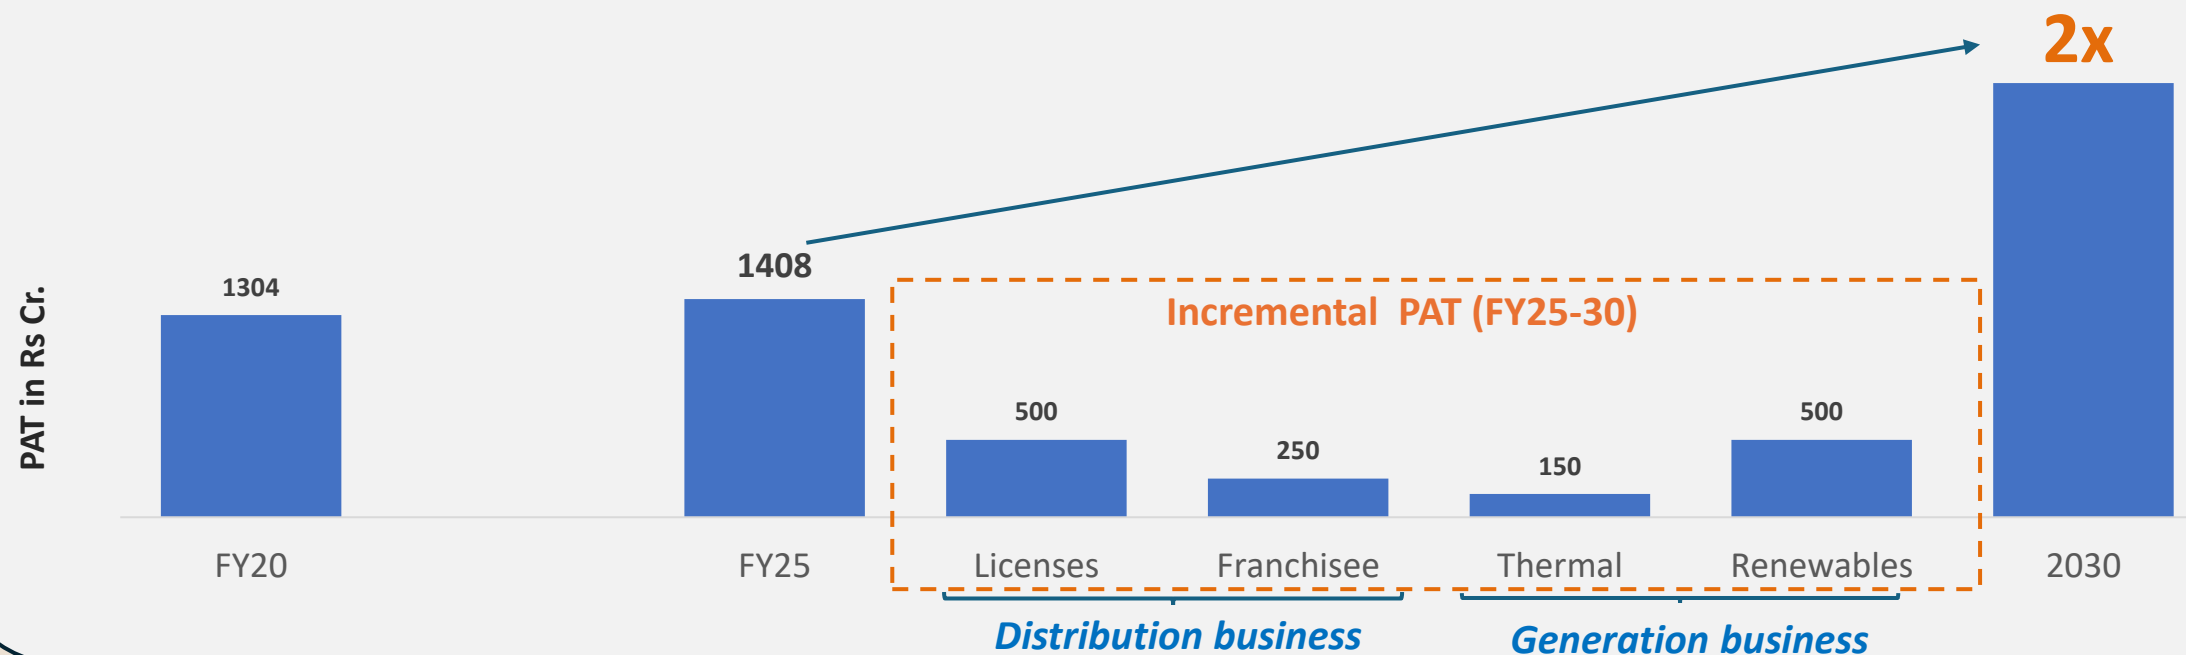 2x
1408
1304
Incremental PAT (FY25-30)
PAT in Rs Cr.
500
250
150
500
FY20
FY25
Licenses
Franchisee
Thermal
Renewables
2030
Distribution business
Generation business